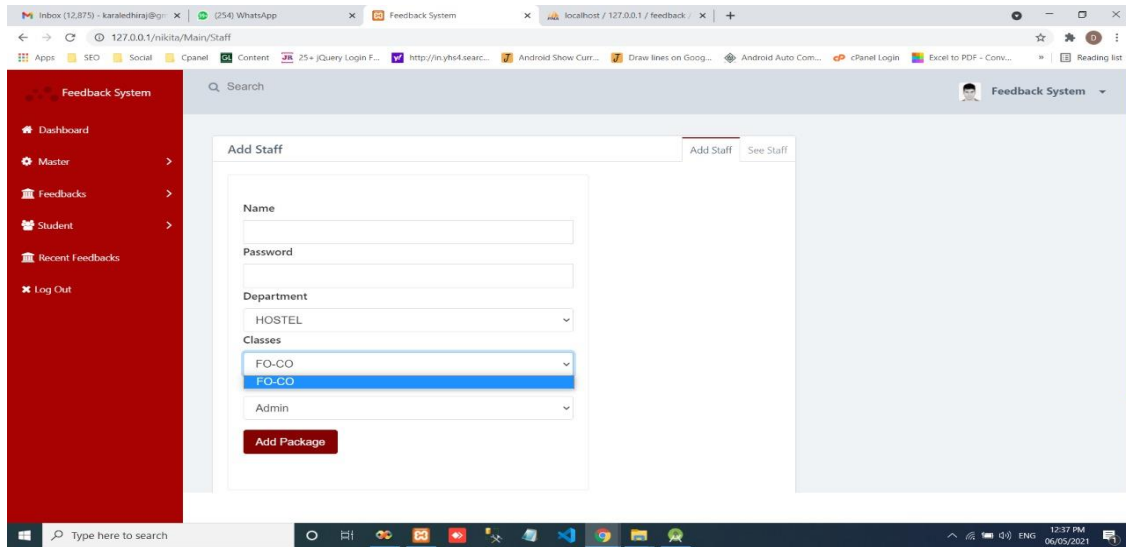 Inbox (12,875) - karaledhiraj@gm
(254) WhatsApp
Feedback System
localhost / 127.0.0.1 / feedback /
127.0.0.1/nikita/Main/Staff
Apps
SEO
Social
Cpanel
GL Content
JR 25+ jQuery Login F...
http://in.yhs4.searc...
Android Show Curr...
Draw lines on Goog...
Android Auto Com...
cP cPanel Login
Excel to PDF - Conv...
»
Reading list
Feedback System
Search
Feedback System
Dashboard
Master
Feedbacks
Student
Recent Feedbacks
Log Out
Add Staff
Add Staff
See Staff
Name
Password
Department
HOSTEL
Classes
FO-CO
FO-CO
Admin
Add Package
Type here to search
ENG
12:37 PM
06/05/2021